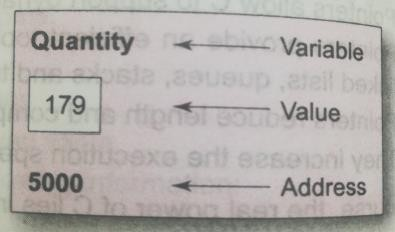 Quantity Variable
179 Value
5000 Address